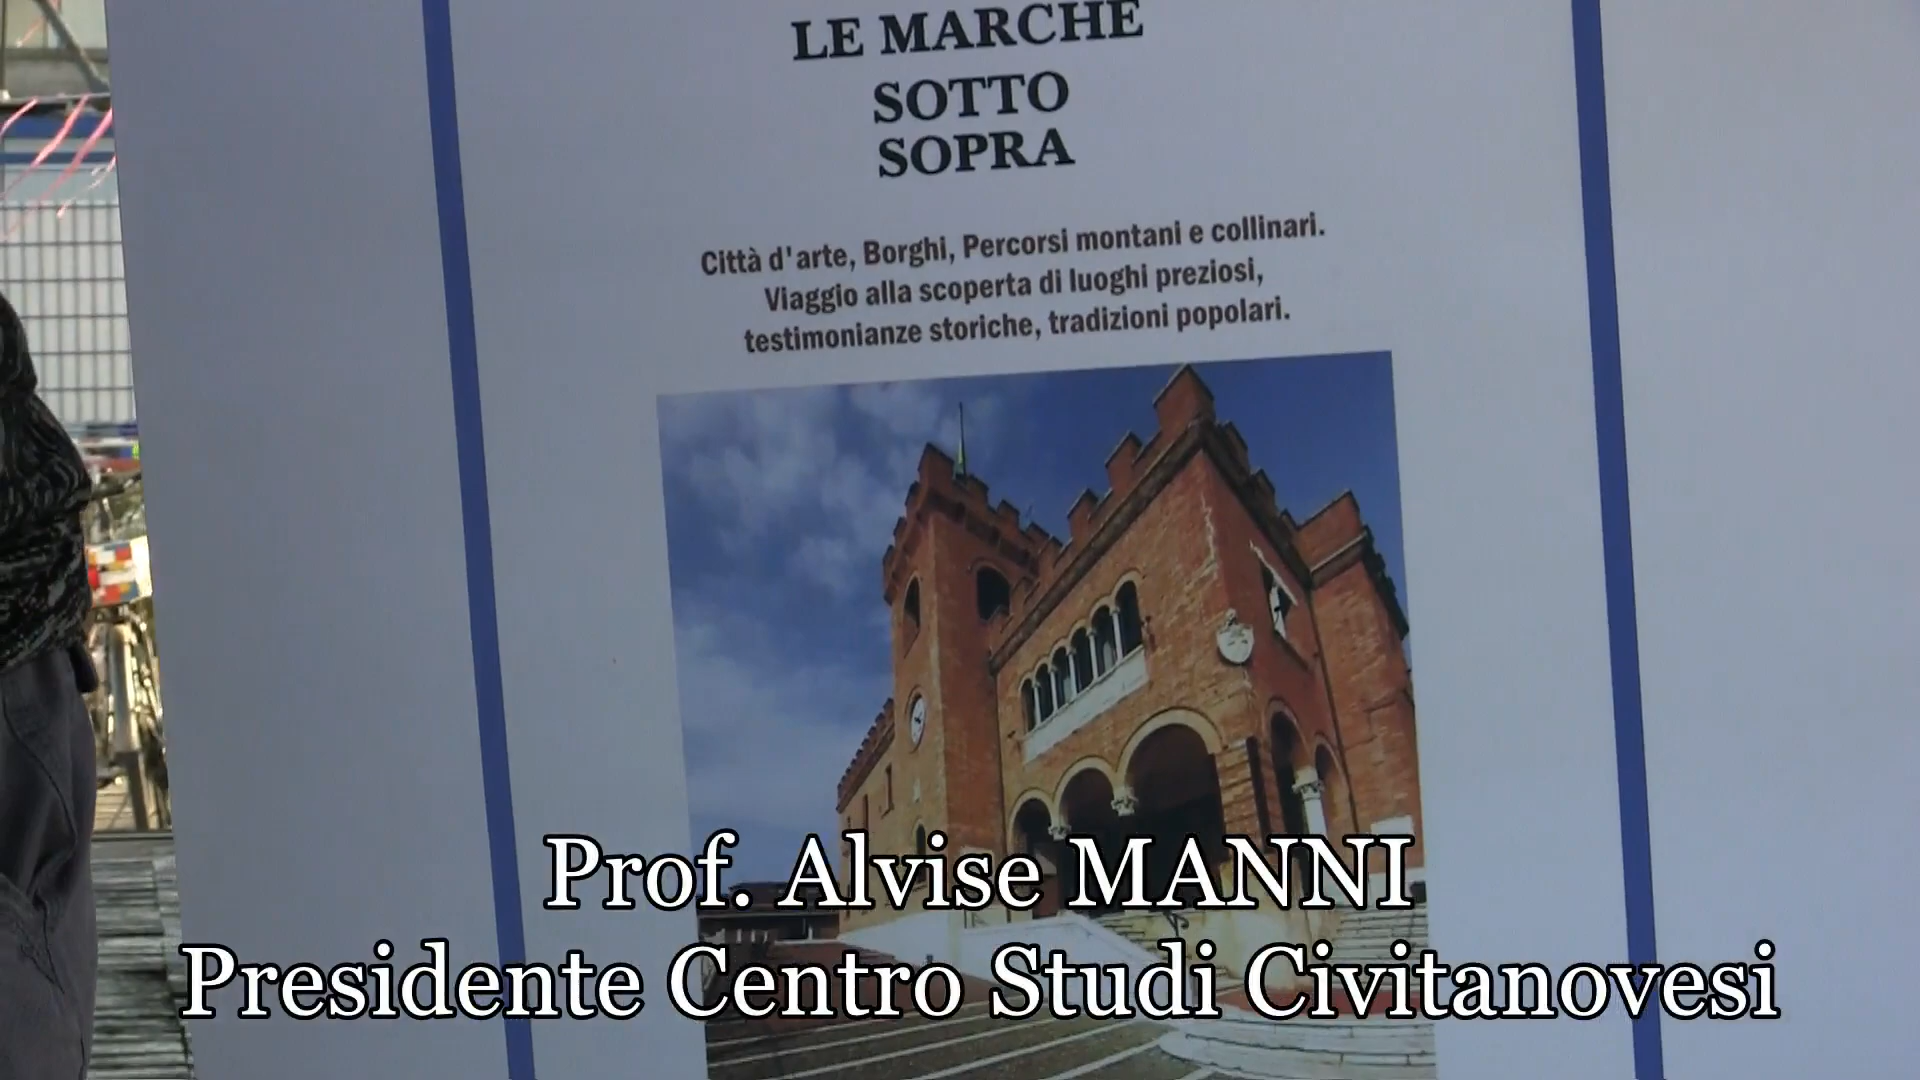 LE MARCHE
SOTTO
SOPRA
Città d'arte, Borghi, Percorsi montani e collinari.
Viaggio alla scoperta di luoghi preziosi,
testimonianze storiche, tradizioni popolari.
Prof. Alvise MANNI
Presidente Centro Studi Civitanovesi